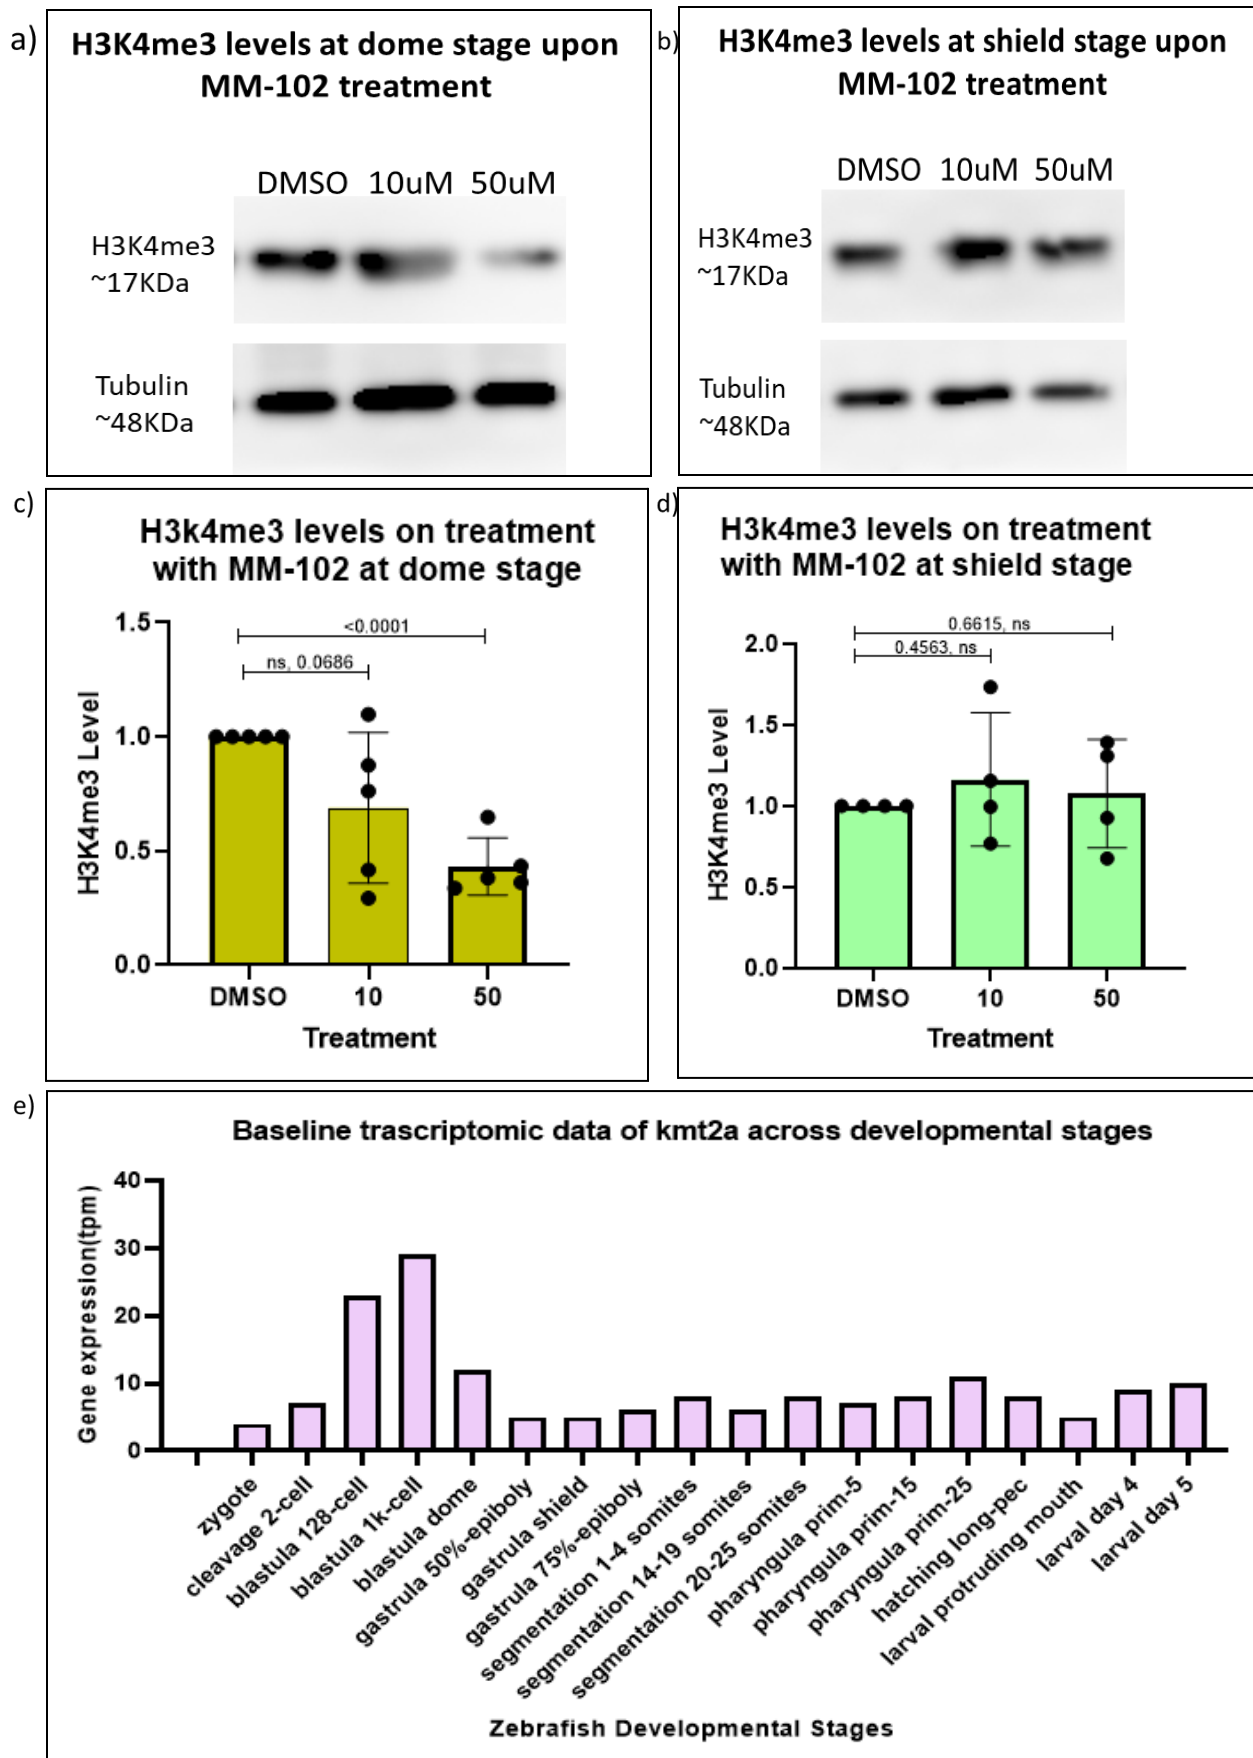 a)
H3K4me3 levels at dome stage upon
MM-102 treatment
DMSO 10uM 50uM
H3K4me3
~17KDa
Tubulin
~48KDa
b)
H3K4me3 levels at shield stage upon
MM-102 treatment
DMSO 10uM 50uM
H3K4me3
~17KDa
Tubulin
~48KDa
c)
H3k4me3 levels on treatment
with MM-102 at dome stage
H3K4me3 Level
1.5
1.0
0.5
0.0
<0.0001
ns, 0.0686
DMSO 10 50
Treatment
d)
H3k4me3 levels on treatment
with MM-102 at shield stage
H3K4me3 Level
2.0
1.5
1.0
0.5
0.0
0.6615, ns
0.4563, ns
DMSO 10 50
Treatment
e)
Baseline trascriptomic data of kmt2a across developmental stages
Gene expression(tpm)
40
30
20
10
0
zygote
cleavage 2-cell
blastula 128-cell
blastula 1k-cell
blastula dome
gastrula 50%-epiboly
gastrula shield
gastrula 75%-epiboly
segmentation 1-4 somites
segmentation 14-19 somites
segmentation 20-25 somites
pharyngula prim-5
pharyngula prim-15
pharyngula prim-25
hatching long-pec
larval protruding mouth
larval day 4
larval day 5
Zebrafish Developmental Stages